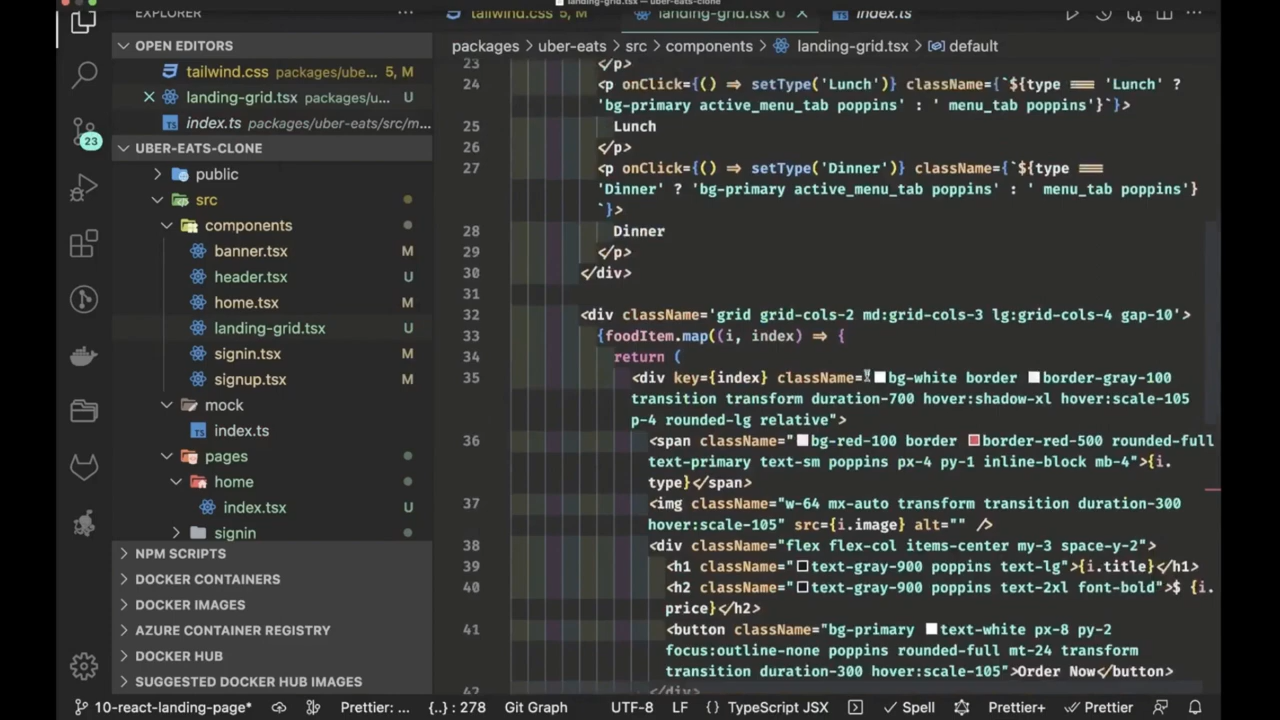 landing-grid.tsx — uber-eats-clone
EXPLORER
tailwind.css 5, M
landing-grid.tsx U
index.ts
OPEN EDITORS
tailwind.css packages/ube... 5, M
landing-grid.tsx packages/u... U
index.ts packages/uber-eats/src/m...
UBER-EATS-CLONE
public
src
components
banner.tsx M
header.tsx U
home.tsx M
landing-grid.tsx U
signin.tsx M
signup.tsx M
mock
index.ts
pages
home
index.tsx U
signin
NPM SCRIPTS
DOCKER CONTAINERS
DOCKER IMAGES
AZURE CONTAINER REGISTRY
DOCKER HUB
SUGGESTED DOCKER HUB IMAGES
23
packages > uber-eats > src > components > landing-grid.tsx > default
23 </p>
24 <p onClick={() => setType('Lunch')} className={`${type === 'Lunch' ?
'bg-primary active_menu_tab poppins' : ' menu_tab poppins'}`}>
25 Lunch
26 </p>
27 <p onClick={() => setType('Dinner')} className={`${type ===
'Dinner' ? 'bg-primary active_menu_tab poppins' : ' menu_tab poppins'}
`}>
28 Dinner
29 </p>
30 </div>
31
32 <div className='grid grid-cols-2 md:grid-cols-3 lg:grid-cols-4 gap-10'>
33 {foodItem.map((i, index) => {
34 return (
35 <div key={index} className="bg-white border border-gray-100
transition transform duration-700 hover:shadow-xl hover:scale-105
p-4 rounded-lg relative">
36 <span className="bg-red-100 border border-red-500 rounded-full
text-primary text-sm poppins px-4 py-1 inline-block mb-4">{i.
type}</span>
37 <img className="w-64 mx-auto transform transition duration-300
hover:scale-105" src={i.image} alt="" />
38 <div className="flex flex-col items-center my-3 space-y-2">
39 <h1 className="text-gray-900 poppins text-lg">{i.title}</h1>
40 <h2 className="text-gray-900 poppins text-2xl font-bold">$ {i.
price}</h2>
41 <button className="bg-primary text-white px-8 py-2
focus:outline-none poppins rounded-full mt-24 transform
transition duration-300 hover:scale-105">Order Now</button>
42 </div>
10-react-landing-page* Prettier: ... {..} : 278 Git Graph UTF-8 LF {} TypeScript JSX Spell Prettier+ Prettier